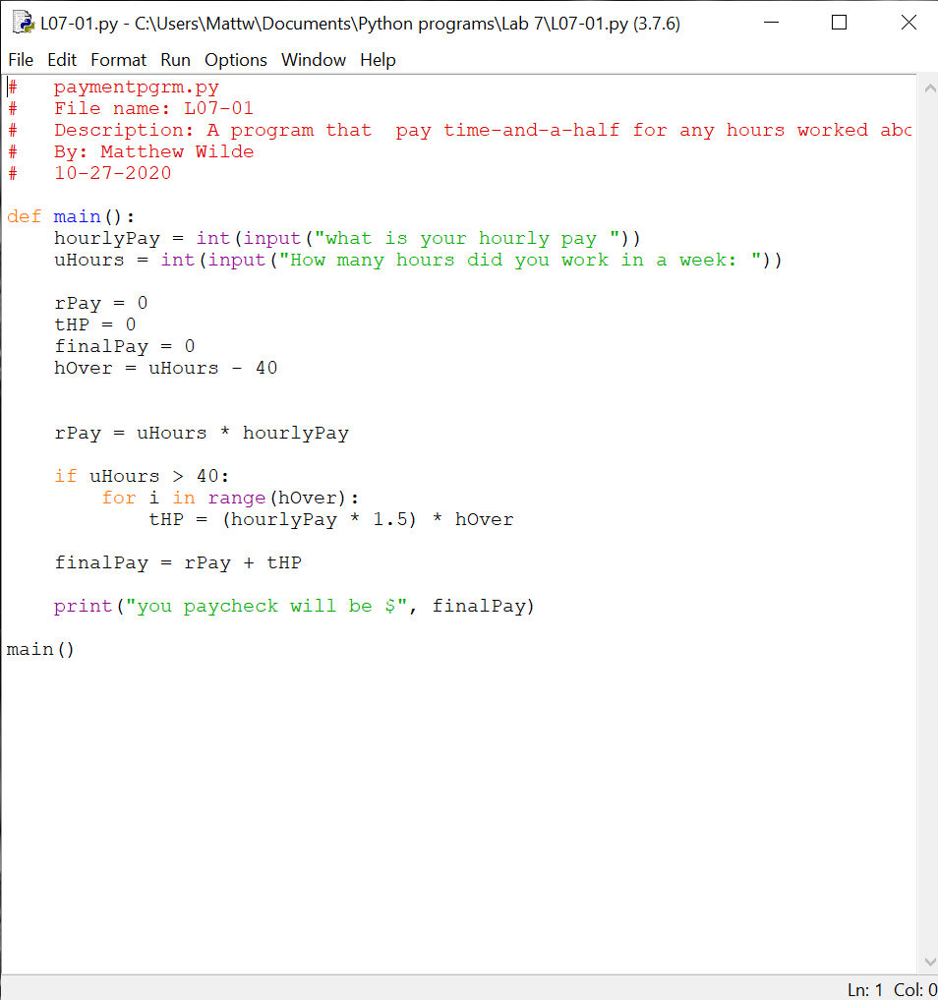 L07-01.py - C:\Users\Mattw\Documents\Python programs\Lab 7\L07-01.py (3.7.6)
File Edit Format Run Options Window Help
#   paymentpgrm.py
#   File name: L07-01
#   Description: A program that  pay time-and-a-half for any hours worked abo
#   By: Matthew Wilde
#   10-27-2020
def main():
    hourlyPay = int(input("what is your hourly pay "))
    uHours = int(input("How many hours did you work in a week: "))
    rPay = 0
    tHP = 0
    finalPay = 0
    hOver = uHours - 40
    rPay = uHours * hourlyPay
    if uHours > 40:
        for i in range(hOver):
            tHP = (hourlyPay * 1.5) * hOver
    finalPay = rPay + tHP
    print("you paycheck will be $", finalPay)
main()
Ln: 1 Col: 0